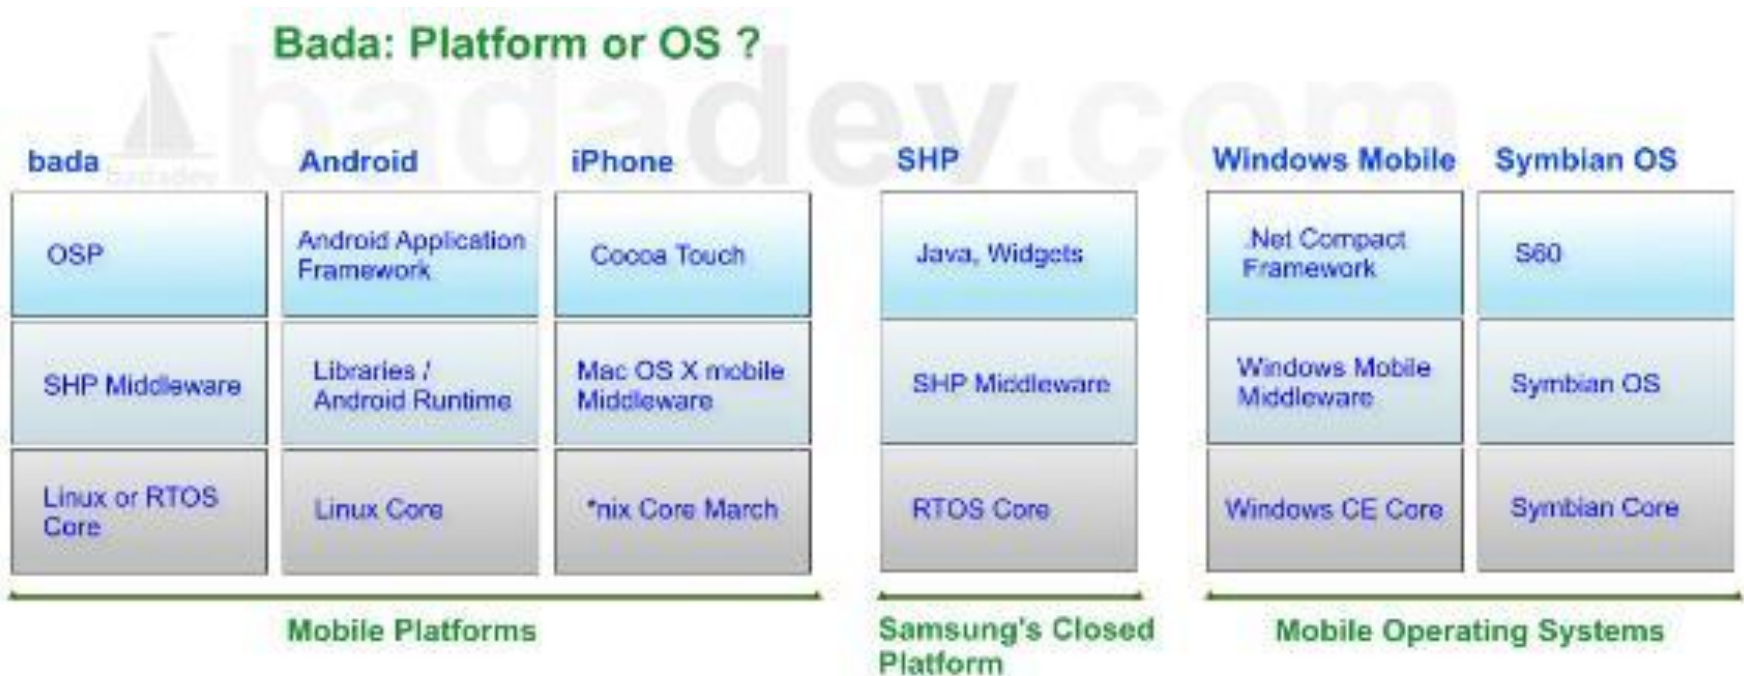 Bada: Platform or OS ?
badadev.com
badadev
bada
Android
iPhone
SHP
Windows Mobile
Symbian OS
OSP
Android Application
Framework
Cocoa Touch
Java, Widgets
.Net Compact
Framework
S60
SHP Middleware
Libraries /
Android Runtime
Mac OS X mobile
Middleware
SHP Middleware
Windows Mobile
Middleware
Symbian OS
Linux or RTOS
Core
Linux Core
*nix Core March
RTOS Core
Windows CE Core
Symbian Core
Mobile Platforms
Samsung's Closed
Platform
Mobile Operating Systems